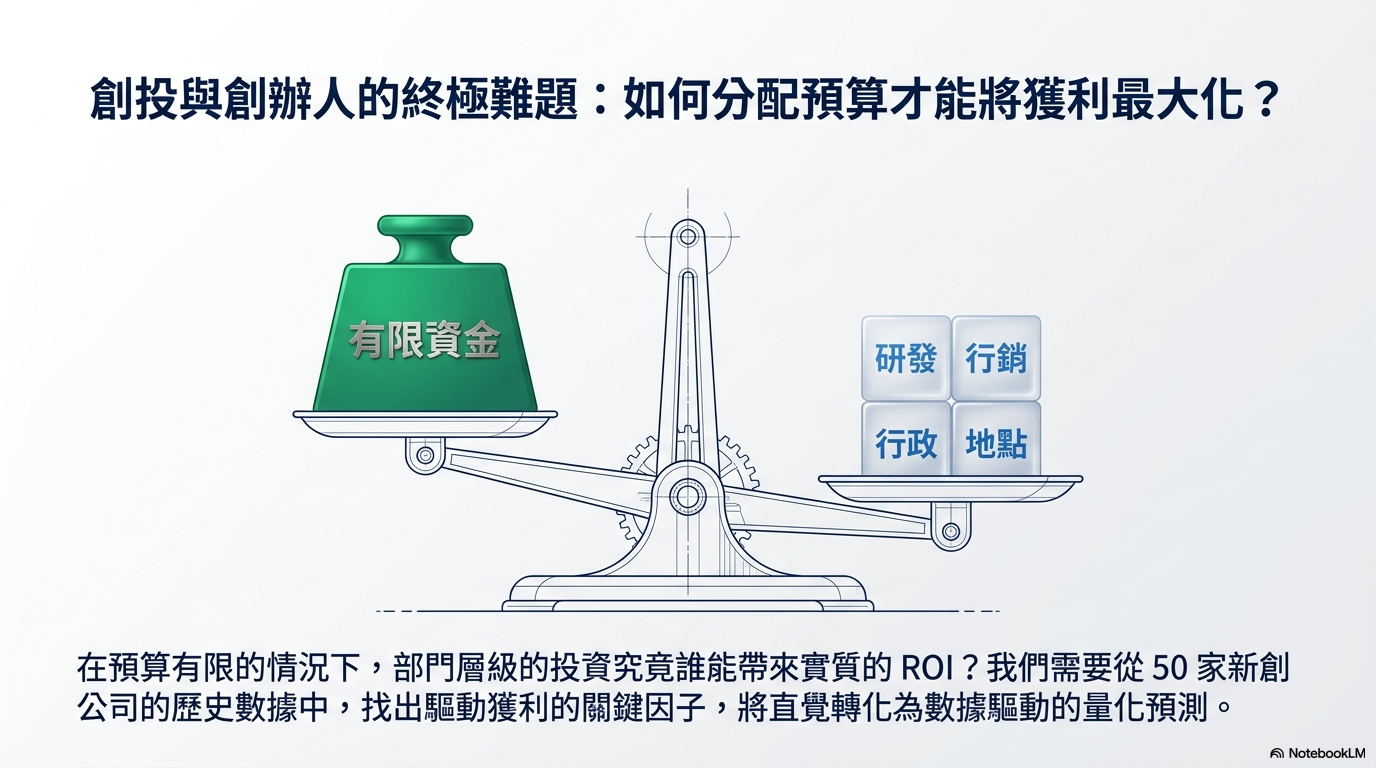 創投與創辦人的終極難題：如何分配預算才能將獲利最大化？
有限資金
研發
行銷
行政
地點
在預算有限的情況下，部門層級的投資究竟誰能帶來實質的 ROI？我們需要從 50 家新創
公司的歷史數據中，找出驅動獲利的關鍵因子，將直覺轉化為數據驅動的量化預測。
NotebookLM